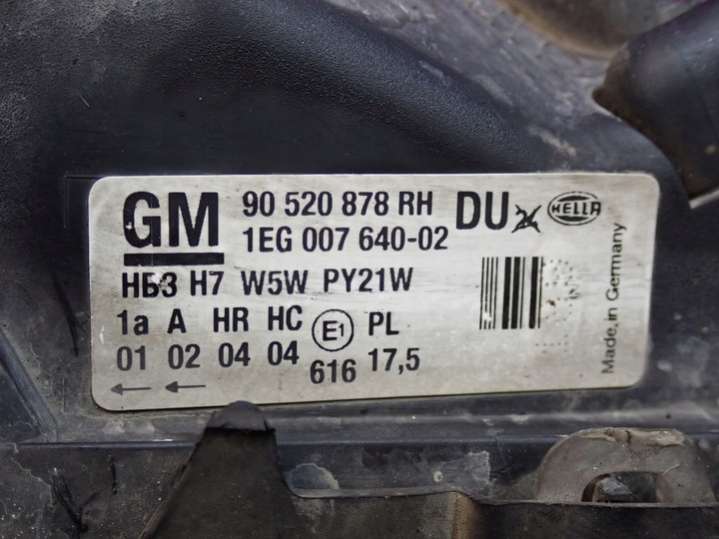 GM 90 520 878 RH DU HELLA
1EG 007 640-02
НБ3 H7 W5W PY21W
1a A HR HC E1 PL
01 02 04 04 616 17,5
Made in Germany